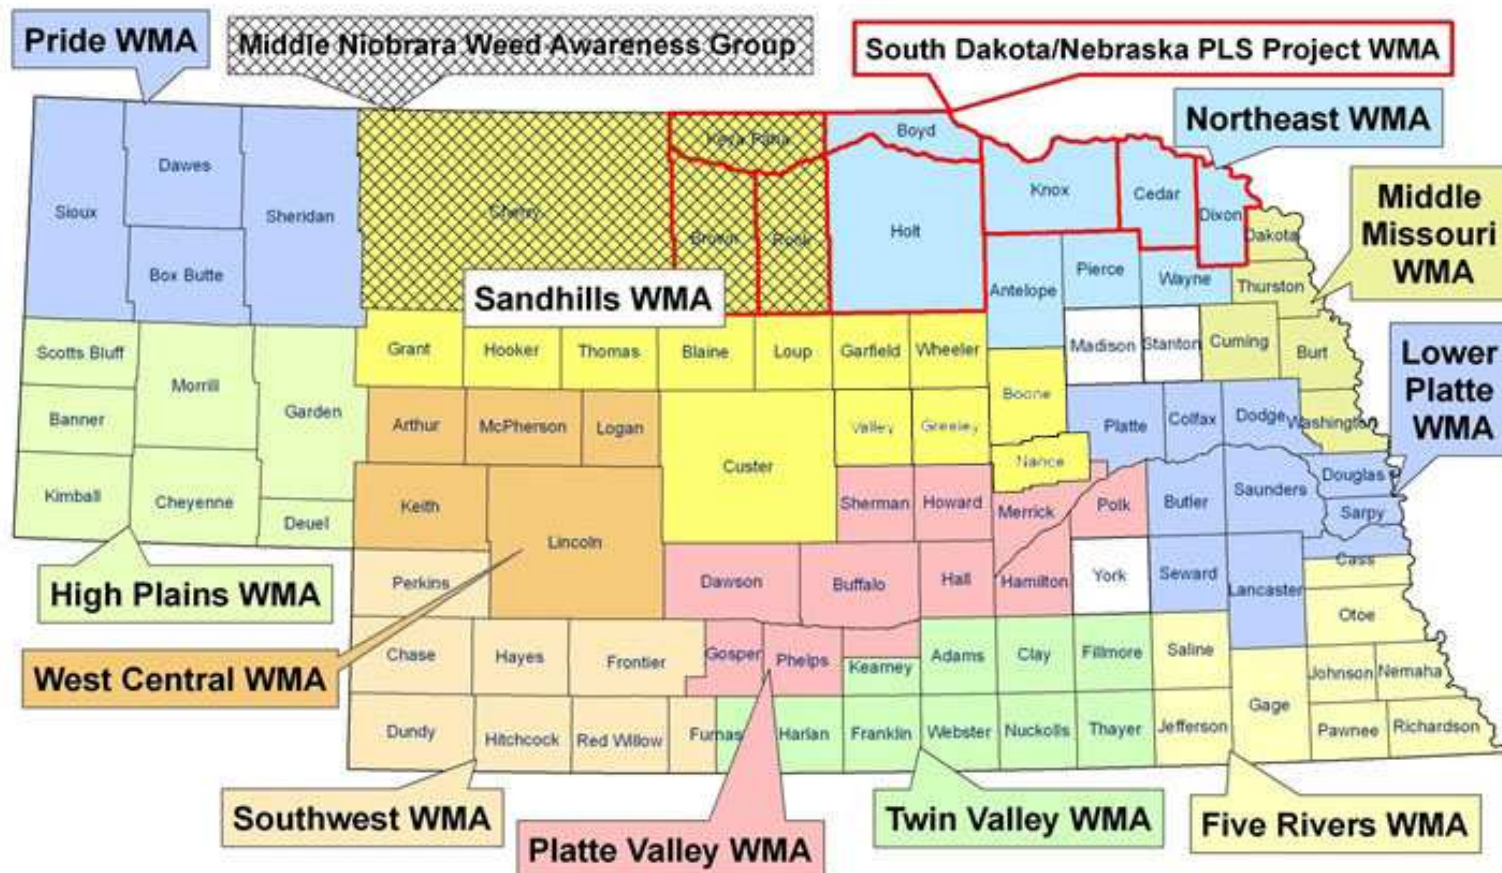 Pride WMA
Middle Niobrara Weed Awareness Group
South Dakota/Nebraska PLS Project WMA
Northeast WMA
Middle
Missouri
WMA
Lower
Platte
WMA
Sandhills WMA
High Plains WMA
West Central WMA
Southwest WMA
Platte Valley WMA
Twin Valley WMA
Five Rivers WMA
Sioux
Dawes
Box Butte
Sheridan
Cherry
Keya Paha
Brown
Rock
Boyd
Holt
Knox
Cedar
Dixon
Dakota
Antelope
Pierce
Wayne
Thurston
Scotts Bluff
Banner
Kimball
Morrill
Cheyenne
Garden
Deuel
Grant
Hooker
Thomas
Blaine
Loup
Garfield
Wheeler
Madison
Stanton
Cuming
Burt
Arthur
McPherson
Logan
Custer
Valley
Greeley
Boone
Nance
Platte
Colfax
Dodge
Washington
Keith
Lincoln
Sherman
Howard
Merrick
Polk
Butler
Saunders
Douglas
Sarpy
Perkins
Dawson
Buffalo
Hall
Hamilton
York
Seward
Lancaster
Cass
Otoe
Chase
Hayes
Frontier
Gosper
Phelps
Kearney
Adams
Clay
Fillmore
Saline
Gage
Johnson
Nemaha
Dundy
Hitchcock
Red Willow
Furnas
Harlan
Franklin
Webster
Nuckolls
Thayer
Jefferson
Pawnee
Richardson